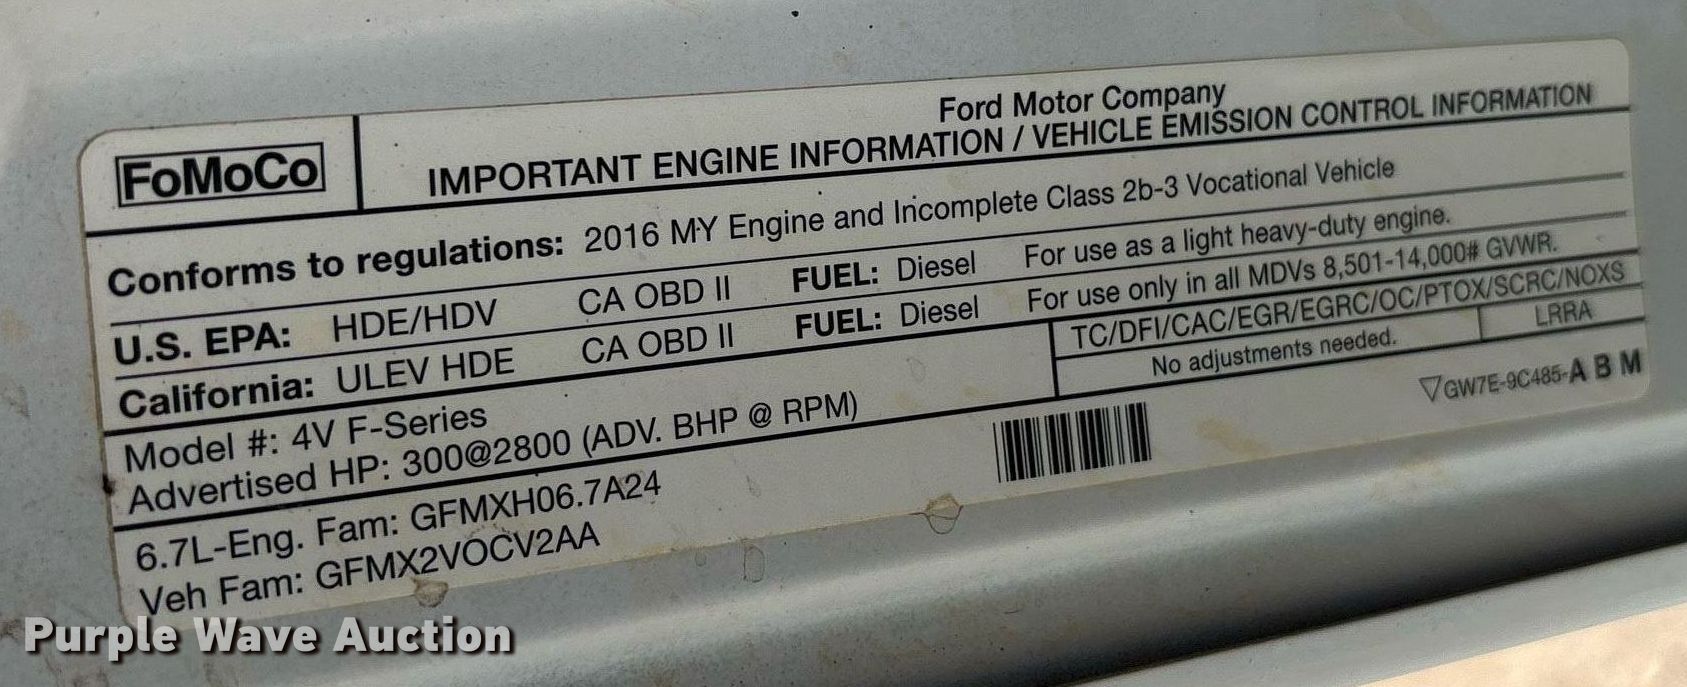 FoMoCo
Ford Motor Company
IMPORTANT ENGINE INFORMATION / VEHICLE EMISSION CONTROL INFORMATION
Conforms to regulations: 2016 M-Y Engine and Incomplete Class 2b-3 Vocational Vehicle
U.S. EPA: HDE/HDV CA OBD II FUEL: Diesel For use as a light heavy-duty engine.
California: ULEV HDE CA OBD II FUEL: Diesel For use only in all MDVs 8,501-14,000# GVWR.
Model #: 4V F-Series TC/DFI/CAC/EGR/EGRC/OC/PTOX/SCRC/NOXS
Advertised HP: 300@2800 (ADV. BHP @ RPM) No adjustments needed. LRRA
6.7L-Eng. Fam: GFMXH06.7A24 ▽GW7E-9C485-A B M
Veh Fam: GFMX2VOCV2AA
Purple Wave Auction